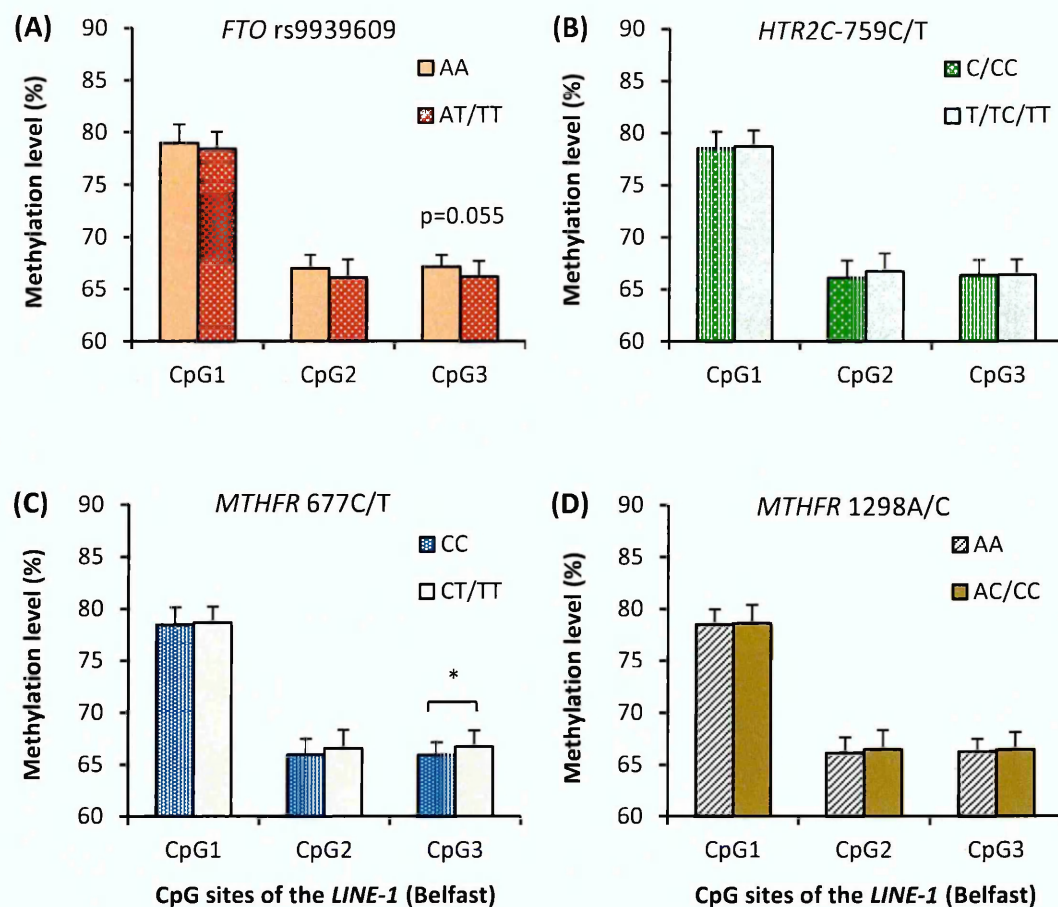 (A)
FTO rs9939609
Methylation level (%)
90
85
80
75
70
65
60
AA
AT/TT
p=0.055
CpG1 CpG2 CpG3
(B)
HTR2C-759C/T
Methylation level (%)
90
85
80
75
70
65
60
C/CC
T/TC/TT
CpG1 CpG2 CpG3
(C)
MTHFR 677C/T
Methylation level (%)
90
85
80
75
70
65
60
CC
CT/TT
*
CpG1 CpG2 CpG3
CpG sites of the LINE-1 (Belfast)
(D)
MTHFR 1298A/C
Methylation level (%)
90
85
80
75
70
65
60
AA
AC/CC
CpG1 CpG2 CpG3
CpG sites of the LINE-1 (Belfast)